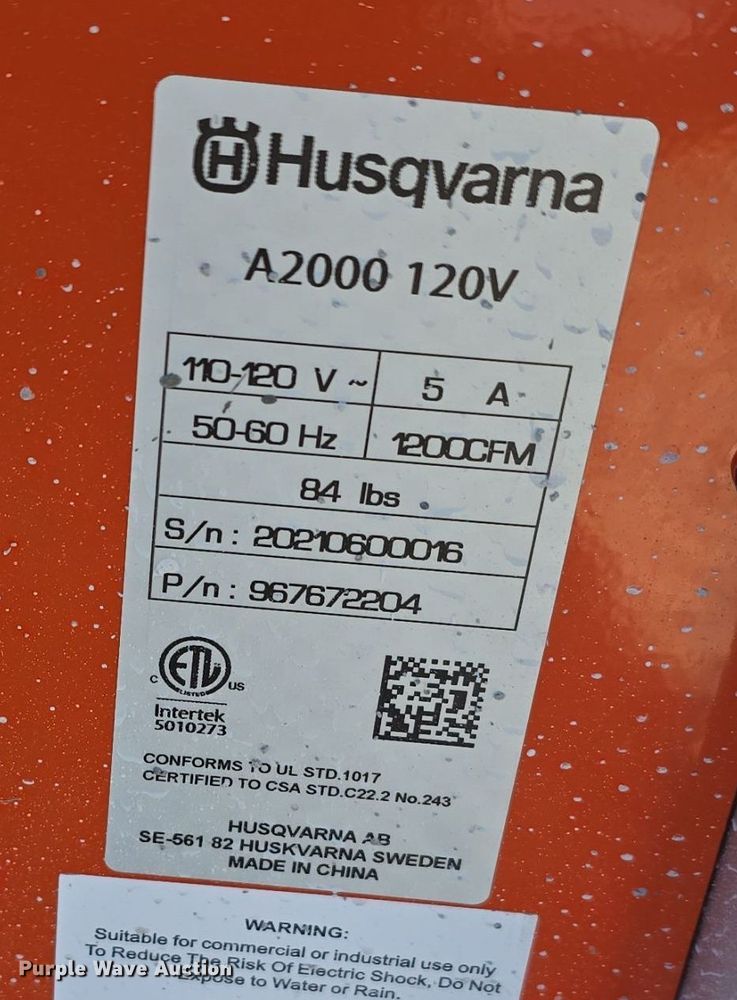 Husqvarna
A2000 120V
110-120 V ~ 5 A
50-60 Hz 1200CFM
84 lbs
S/n : 20210600016
P/n : 967672204
ETL
LISTED
C US
Intertek
5010273
CONFORMS TO UL STD.1017
CERTIFIED TO CSA STD.C22.2 No.243
HUSQVARNA AB
SE-561 82 HUSKVARNA SWEDEN
MADE IN CHINA
WARNING:
Suitable for commercial or industrial use only
To Reduce The Risk Of Electric Shock, Do Not
Expose to Water or Rain.
Purple Wave Auction